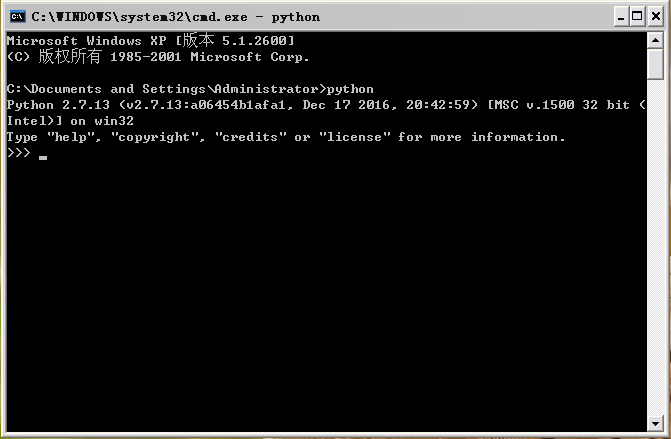 C:\WINDOWS\system32\cmd.exe - python
Microsoft Windows XP [版本 5.1.2600]
(C) 版权所有 1985-2001 Microsoft Corp.
C:\Documents and Settings\Administrator>python
Python 2.7.13 (v2.7.13:a06454b1afa1, Dec 17 2016, 20:42:59) [MSC v.1500 32 bit (
Intel)] on win32
Type "help", "copyright", "credits" or "license" for more information.
>>> _